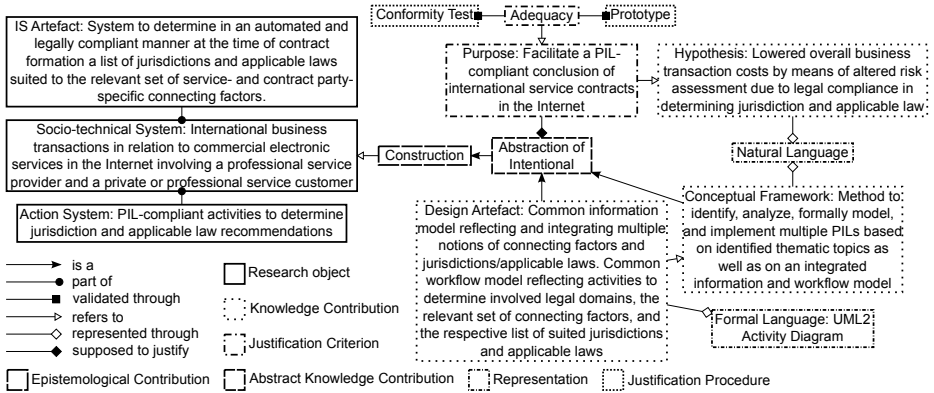 IS Artefact: System to determine in an automated and
legally compliant manner at the time of contract
formation a list of jurisdictions and applicable laws
suited to the relevant set of service- and contract party-
specific connecting factors.
Socio-technical System: International business
transactions in relation to commercial electronic
services in the Internet involving a professional service
provider and a private or professional service customer
Action System: PIL-compliant activities to determine
jurisdiction and applicable law recommendations
Conformity Test
Adequacy
Prototype
Purpose: Facilitate a PIL-
compliant conclusion of
international service contracts
in the Internet
Hypothesis: Lowered overall business
transaction costs by means of altered risk
assessment due to legal compliance in
determining jurisdiction and applicable law
Construction
Abstraction of
Intentional
Natural Language
Design Artefact: Common information
model reflecting and integrating multiple
notions of connecting factors and
jurisdictions/applicable laws. Common
workflow model reflecting activities to
determine involved legal domains, the
relevant set of connecting factors, and
the respective list of suited jurisdictions
and applicable laws
Conceptual Framework: Method to
identify, analyze, formally model,
and implement multiple PILs based
on identified thematic topics as
well as on an integrated
information and workflow model
Formal Language: UML2
Activity Diagram
is a
part of
validated through
refers to
represented through
supposed to justify
Research object
Knowledge Contribution
Justification Criterion
Epistemological Contribution
Abstract Knowledge Contribution
Representation
Justification Procedure